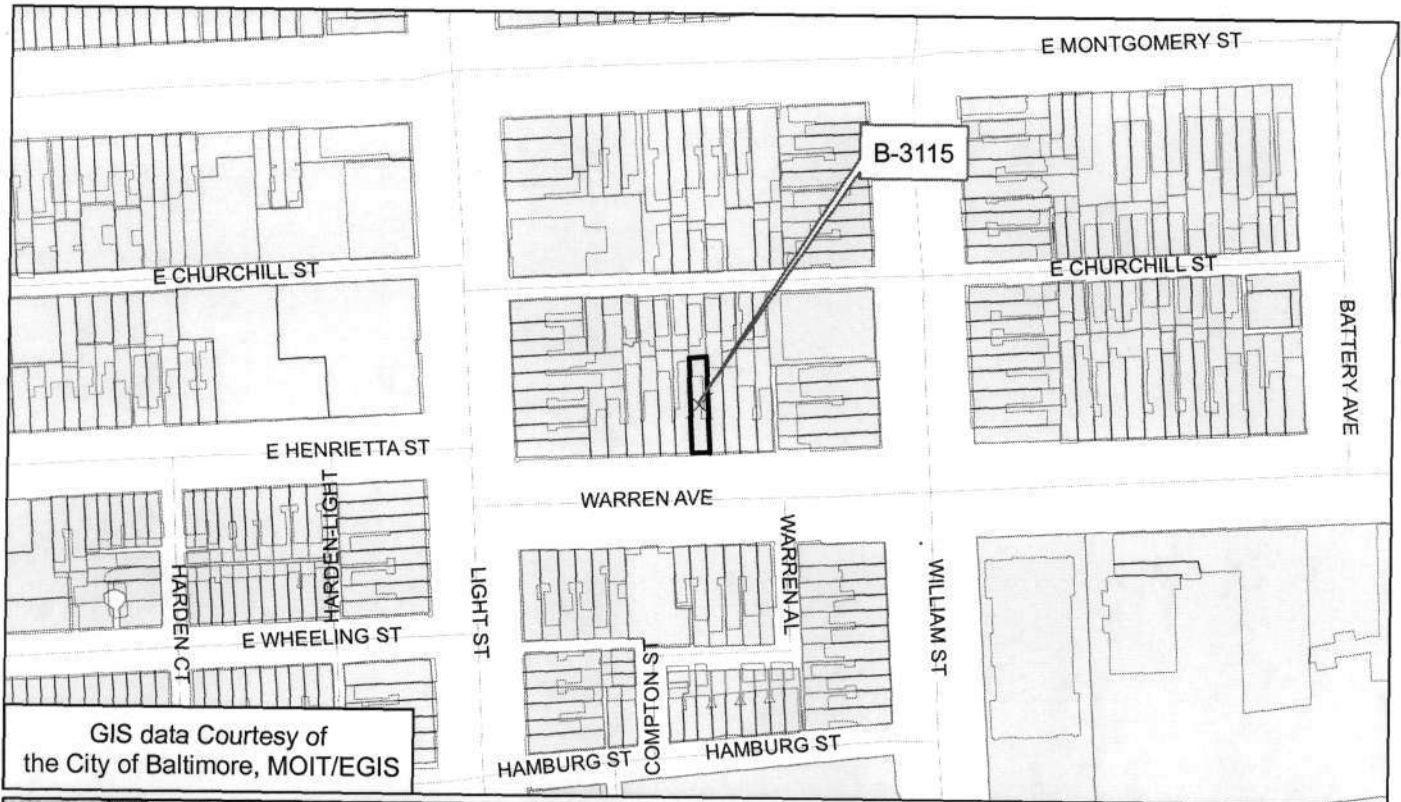 E MONTGOMERY ST
B-3115
E CHURCHILL ST
E CHURCHILL ST
BATTERY AVE
E HENRIETTA ST
WARREN AVE
HARDEN-LIGHT
HARDEN CT
LIGHT ST
WARREN AL
WILLIAM ST
E WHEELING ST
COMPTON ST
HAMBURG ST
HAMBURG ST
GIS data Courtesy of
the City of Baltimore, MOIT/EGIS